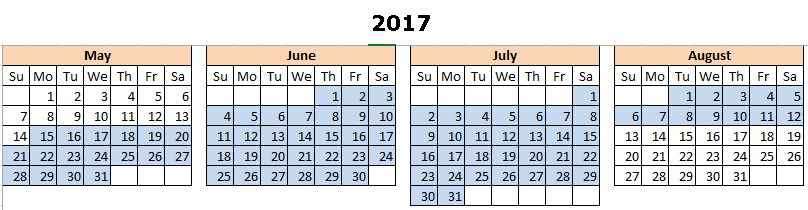 2017
May June July August
Su Mo Tu We Th Fr Sa Su Mo Tu We Th Fr Sa Su Mo Tu We Th Fr Sa Su Mo Tu We Th Fr Sa
1 2 3 4 5 6 1 2 3 1 1 2 3 4 5
7 8 9 10 11 12 13 4 5 6 7 8 9 10 2 3 4 5 6 7 8 6 7 8 9 10 11 12
14 15 16 17 18 19 20 11 12 13 14 15 16 17 9 10 11 12 13 14 15 13 14 15 16 17 18 19
21 22 23 24 25 26 27 18 19 20 21 22 23 24 16 17 18 19 20 21 22 20 21 22 23 24 25 26
28 29 30 31 25 26 27 28 29 30 23 24 25 26 27 28 29 27 28 29 30 31
30 31